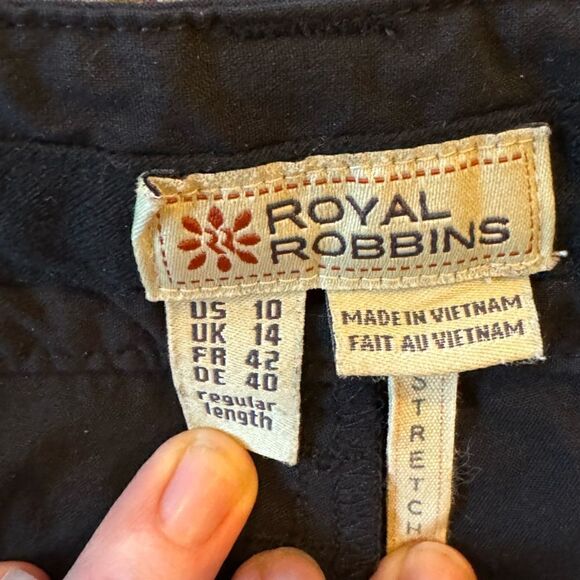 ROYAL
ROBBINS
US 10
UK 14
FR 42
DE 40
regular
length
MADE IN VIETNAM
FAIT AU VIETNAM
STRETCH